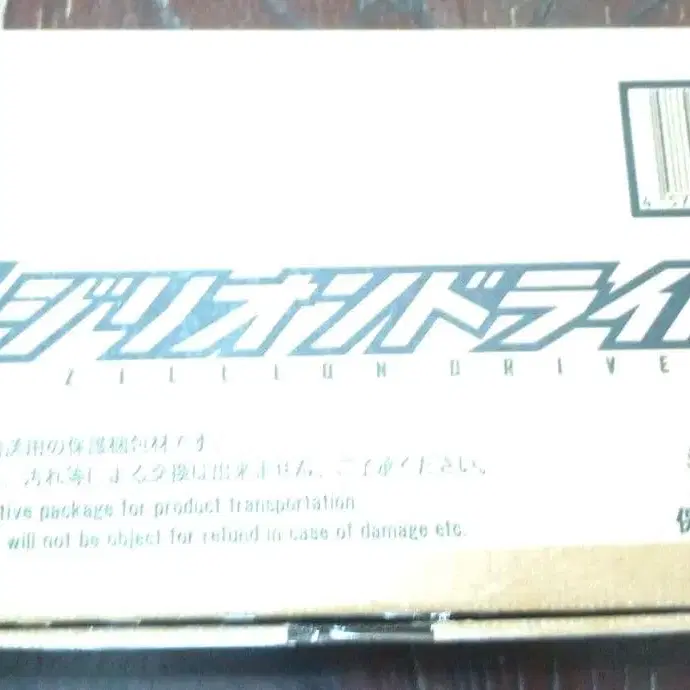 4 57
ジリオンドライ
ZILLION DRIVE
送用の保護梱包材です。
、汚れ等による交換は出来ません。ご了承ください。
tive package for product transportation
will not be object for refund in case of damage etc.